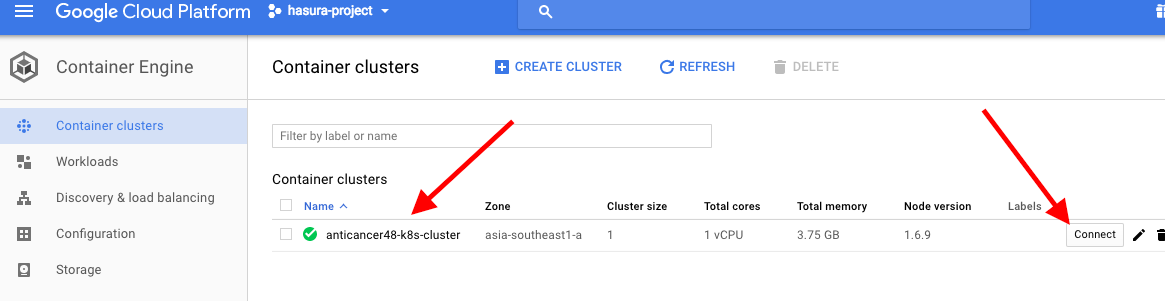 Google Cloud Platform hasura-project
Container Engine
Container clusters CREATE CLUSTER REFRESH DELETE
Container clusters
Workloads
Discovery & load balancing
Configuration
Storage
Filter by label or name
Container clusters
Name Zone Cluster size Total cores Total memory Node version Labels
anticancer48-k8s-cluster asia-southeast1-a 1 1 vCPU 3.75 GB 1.6.9 Connect